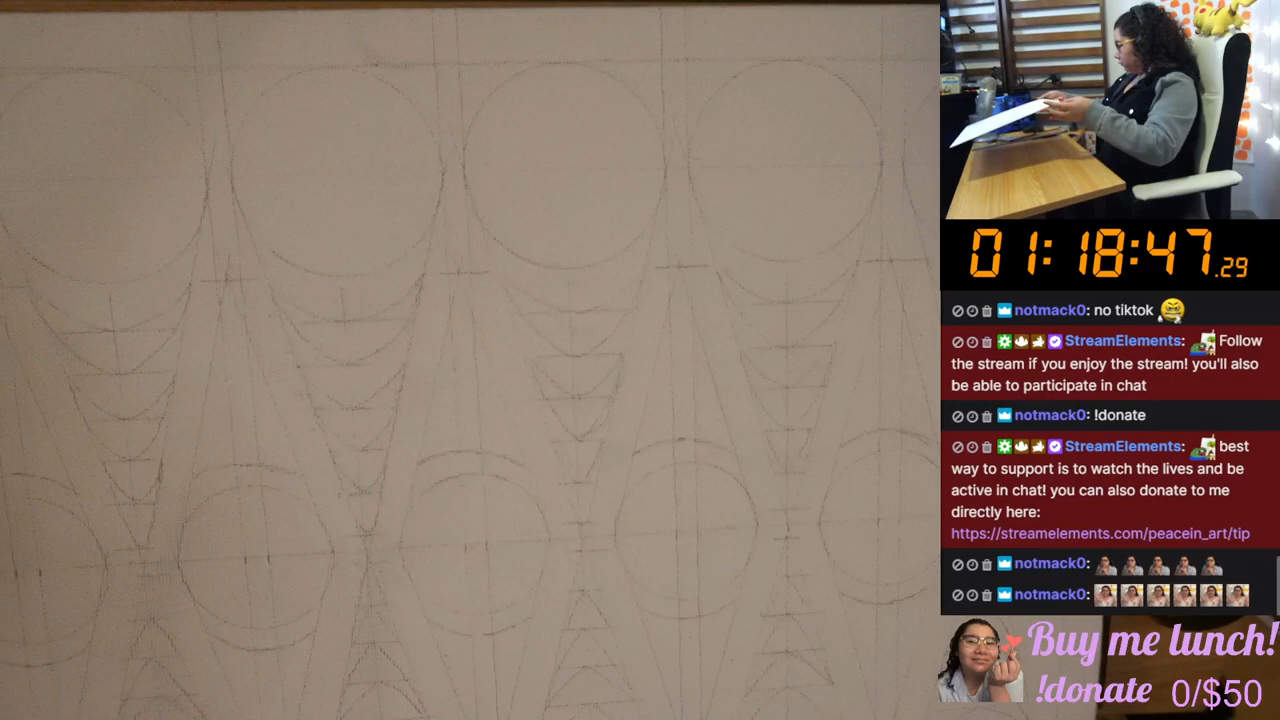 01:18:47.29
notmack0: no tiktok
StreamElements: Follow
the stream if you enjoy the stream! you'll also
be able to participate in chat
notmack0: !donate
StreamElements: best
way to support is to watch the lives and be
active in chat! you can also donate to me
directly here:
https://streamelements.com/peacein_art/tip
notmack0:
notmack0:
Buy me lunch!
!donate 0/$50